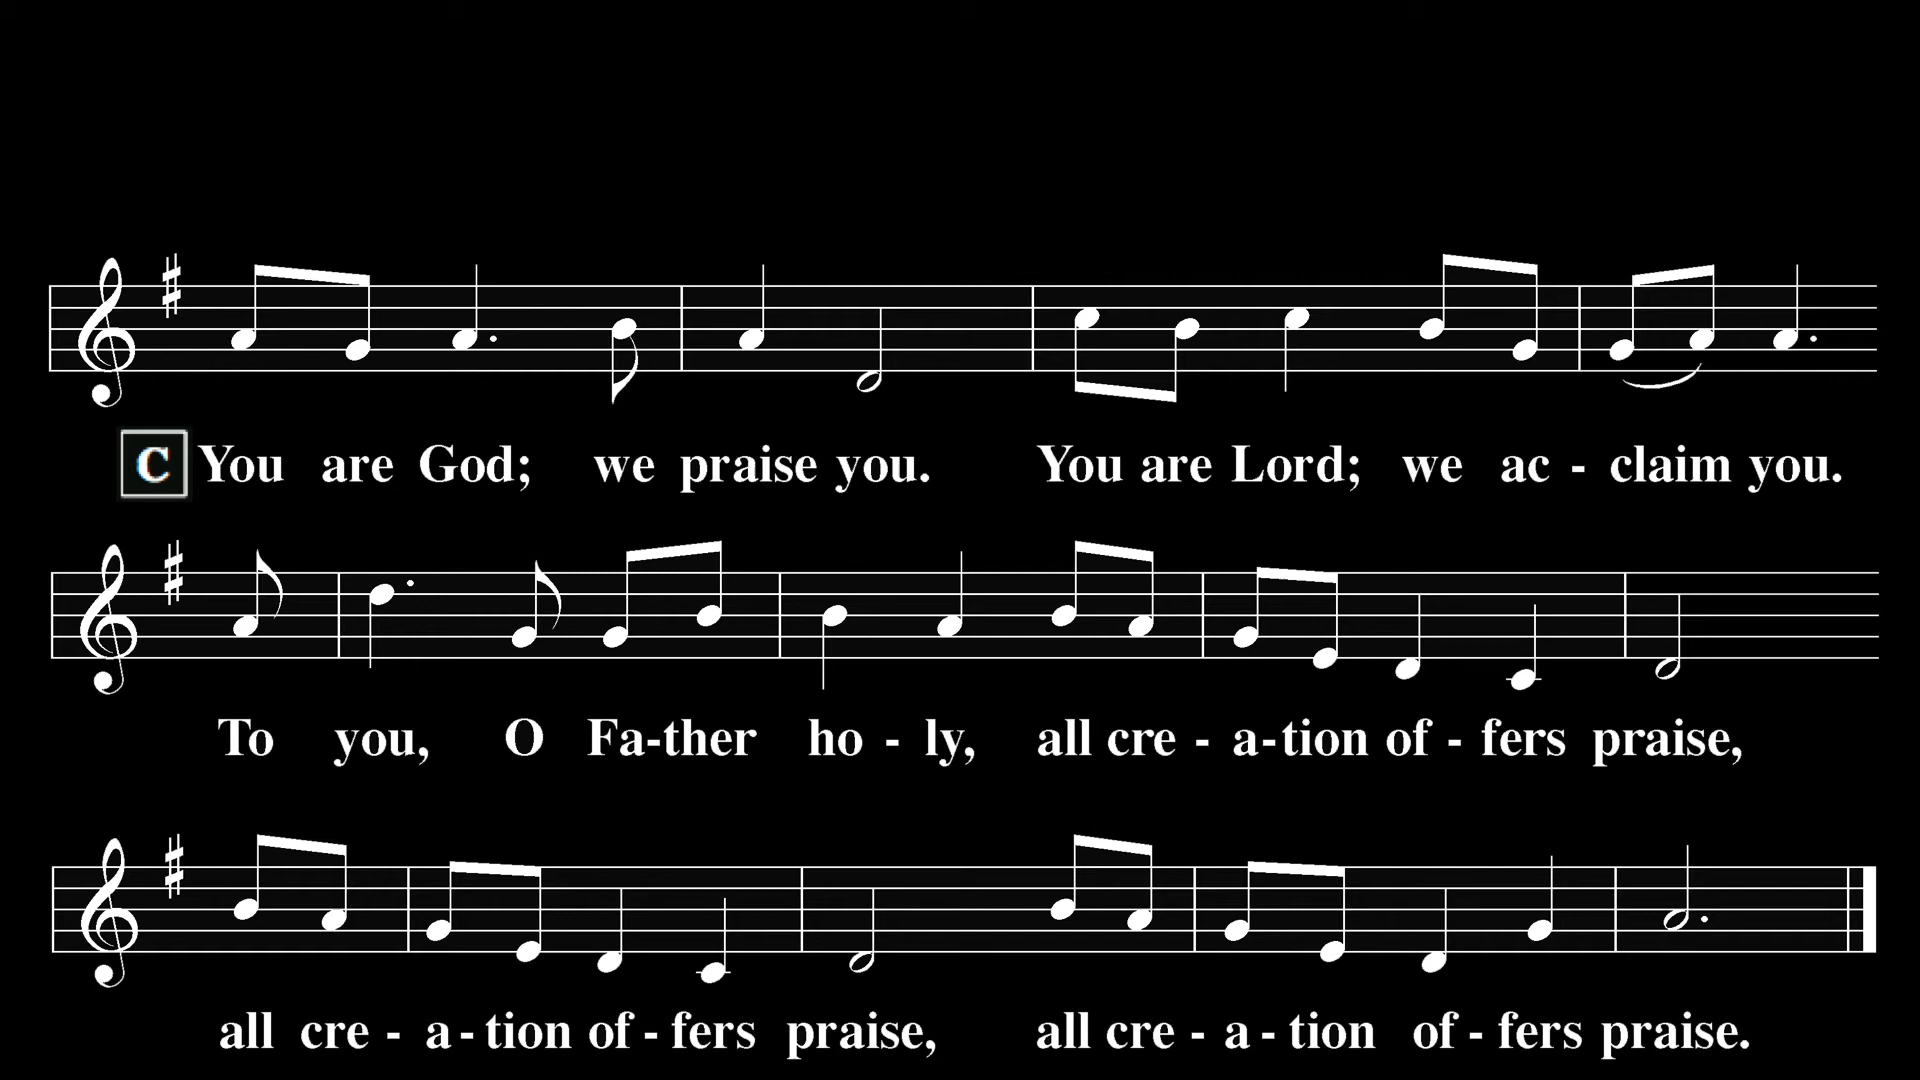 C You are God; we praise you. You are Lord; we ac - claim you.
To you, O Fa-ther ho - ly, all cre - a-tion of - fers praise,
all cre - a-tion of - fers praise, all cre - a - tion of - fers praise.